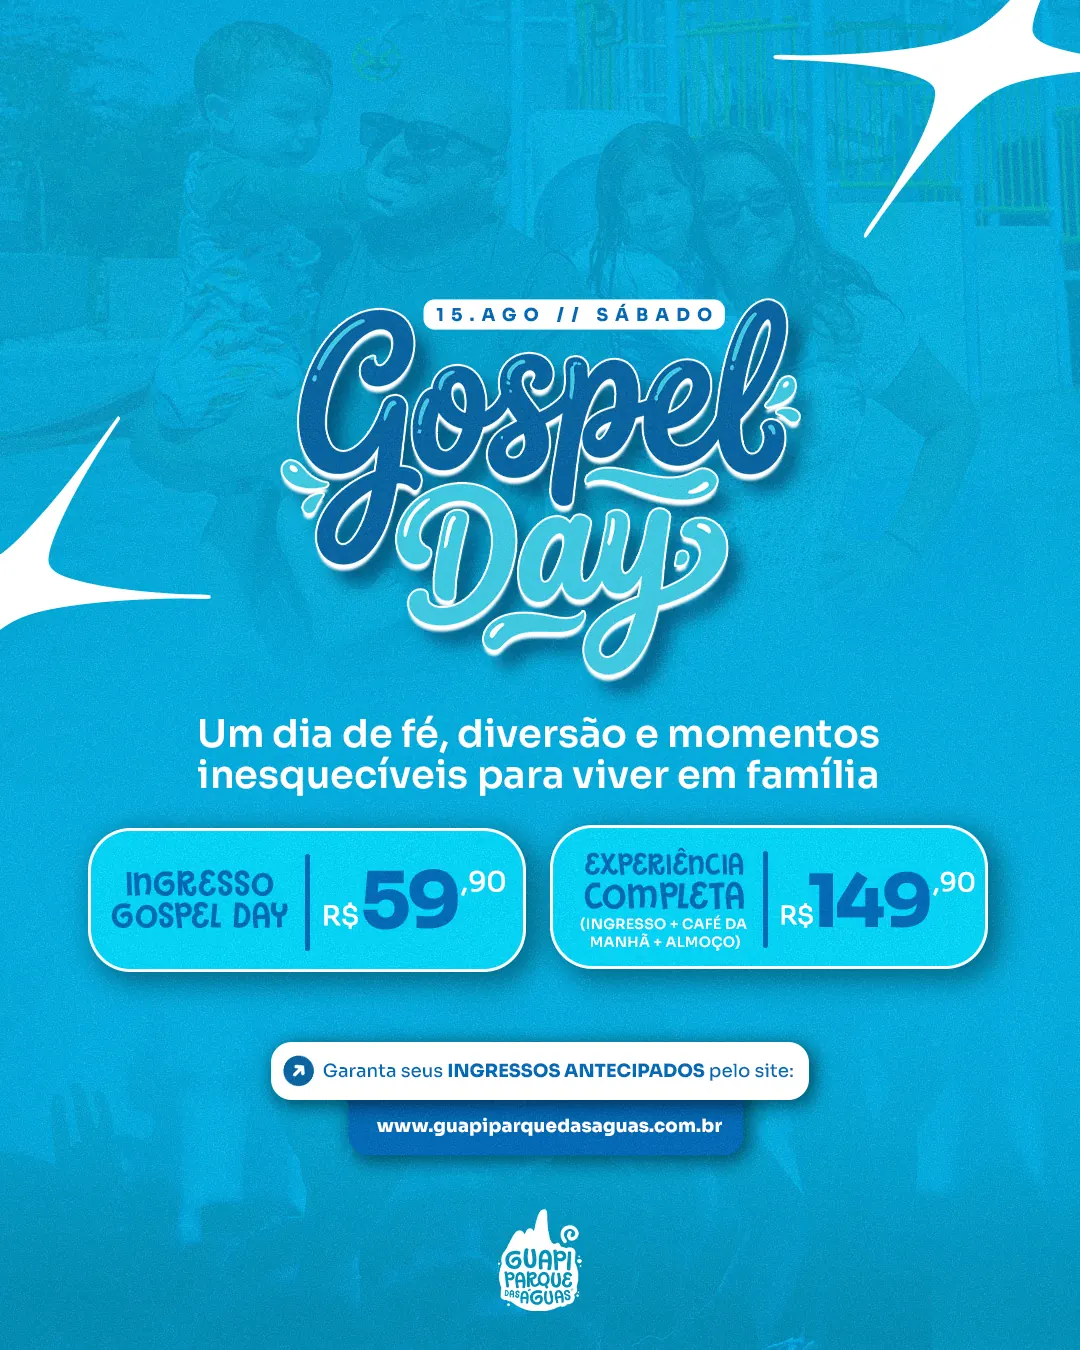 15.AGO // SÁBADO
Gospel
Day
Um dia de fé, diversão e momentos
inesquecíveis para viver em família
INGRESSO
GOSPEL DAY
R$59,90
EXPERIÊNCIA
COMPLETA
(INGRESSO + CAFÉ DA
MANHÃ + ALMOÇO)
R$149,90
Garanta seus INGRESSOS ANTECIPADOS pelo site:
www.guapiparquedasaguas.com.br
GUAPI
PARQUE
DAS ÁGUAS